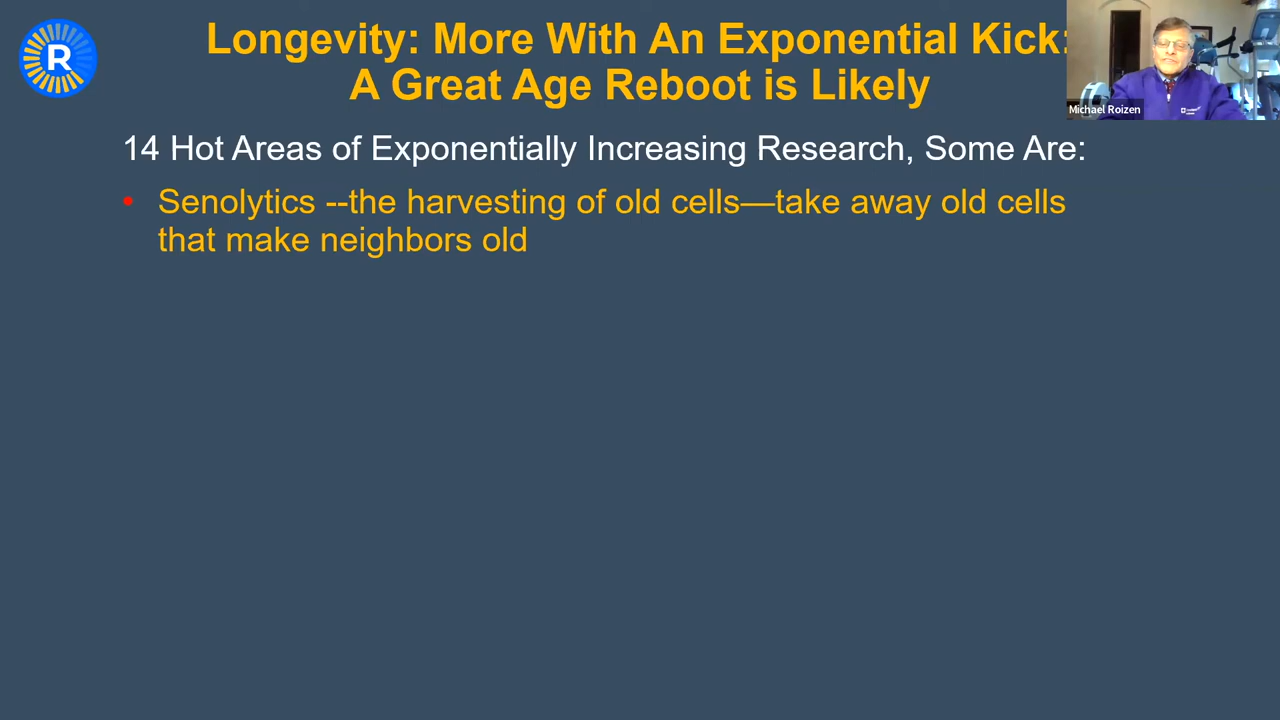 Longevity: More With An Exponential Kick:
A Great Age Reboot is Likely
R
Michael Roizen
14 Hot Areas of Exponentially Increasing Research, Some Are:
• Senolytics --the harvesting of old cells—take away old cells
that make neighbors old